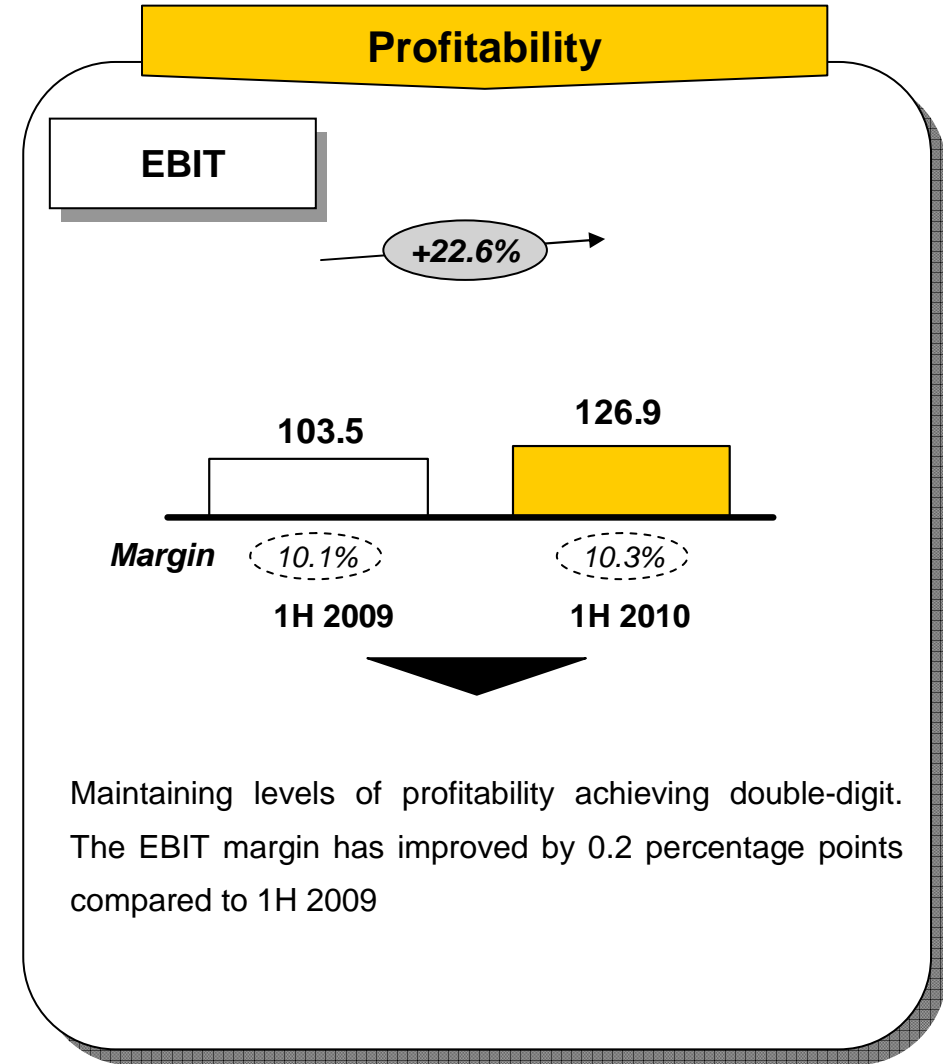 Profitability
EBIT
+22.6%
103.5
126.9
Margin 10.1% 10.3%
1H 2009 1H 2010
Maintaining levels of profitability achieving double-digit.
The EBIT margin has improved by 0.2 percentage points
compared to 1H 2009